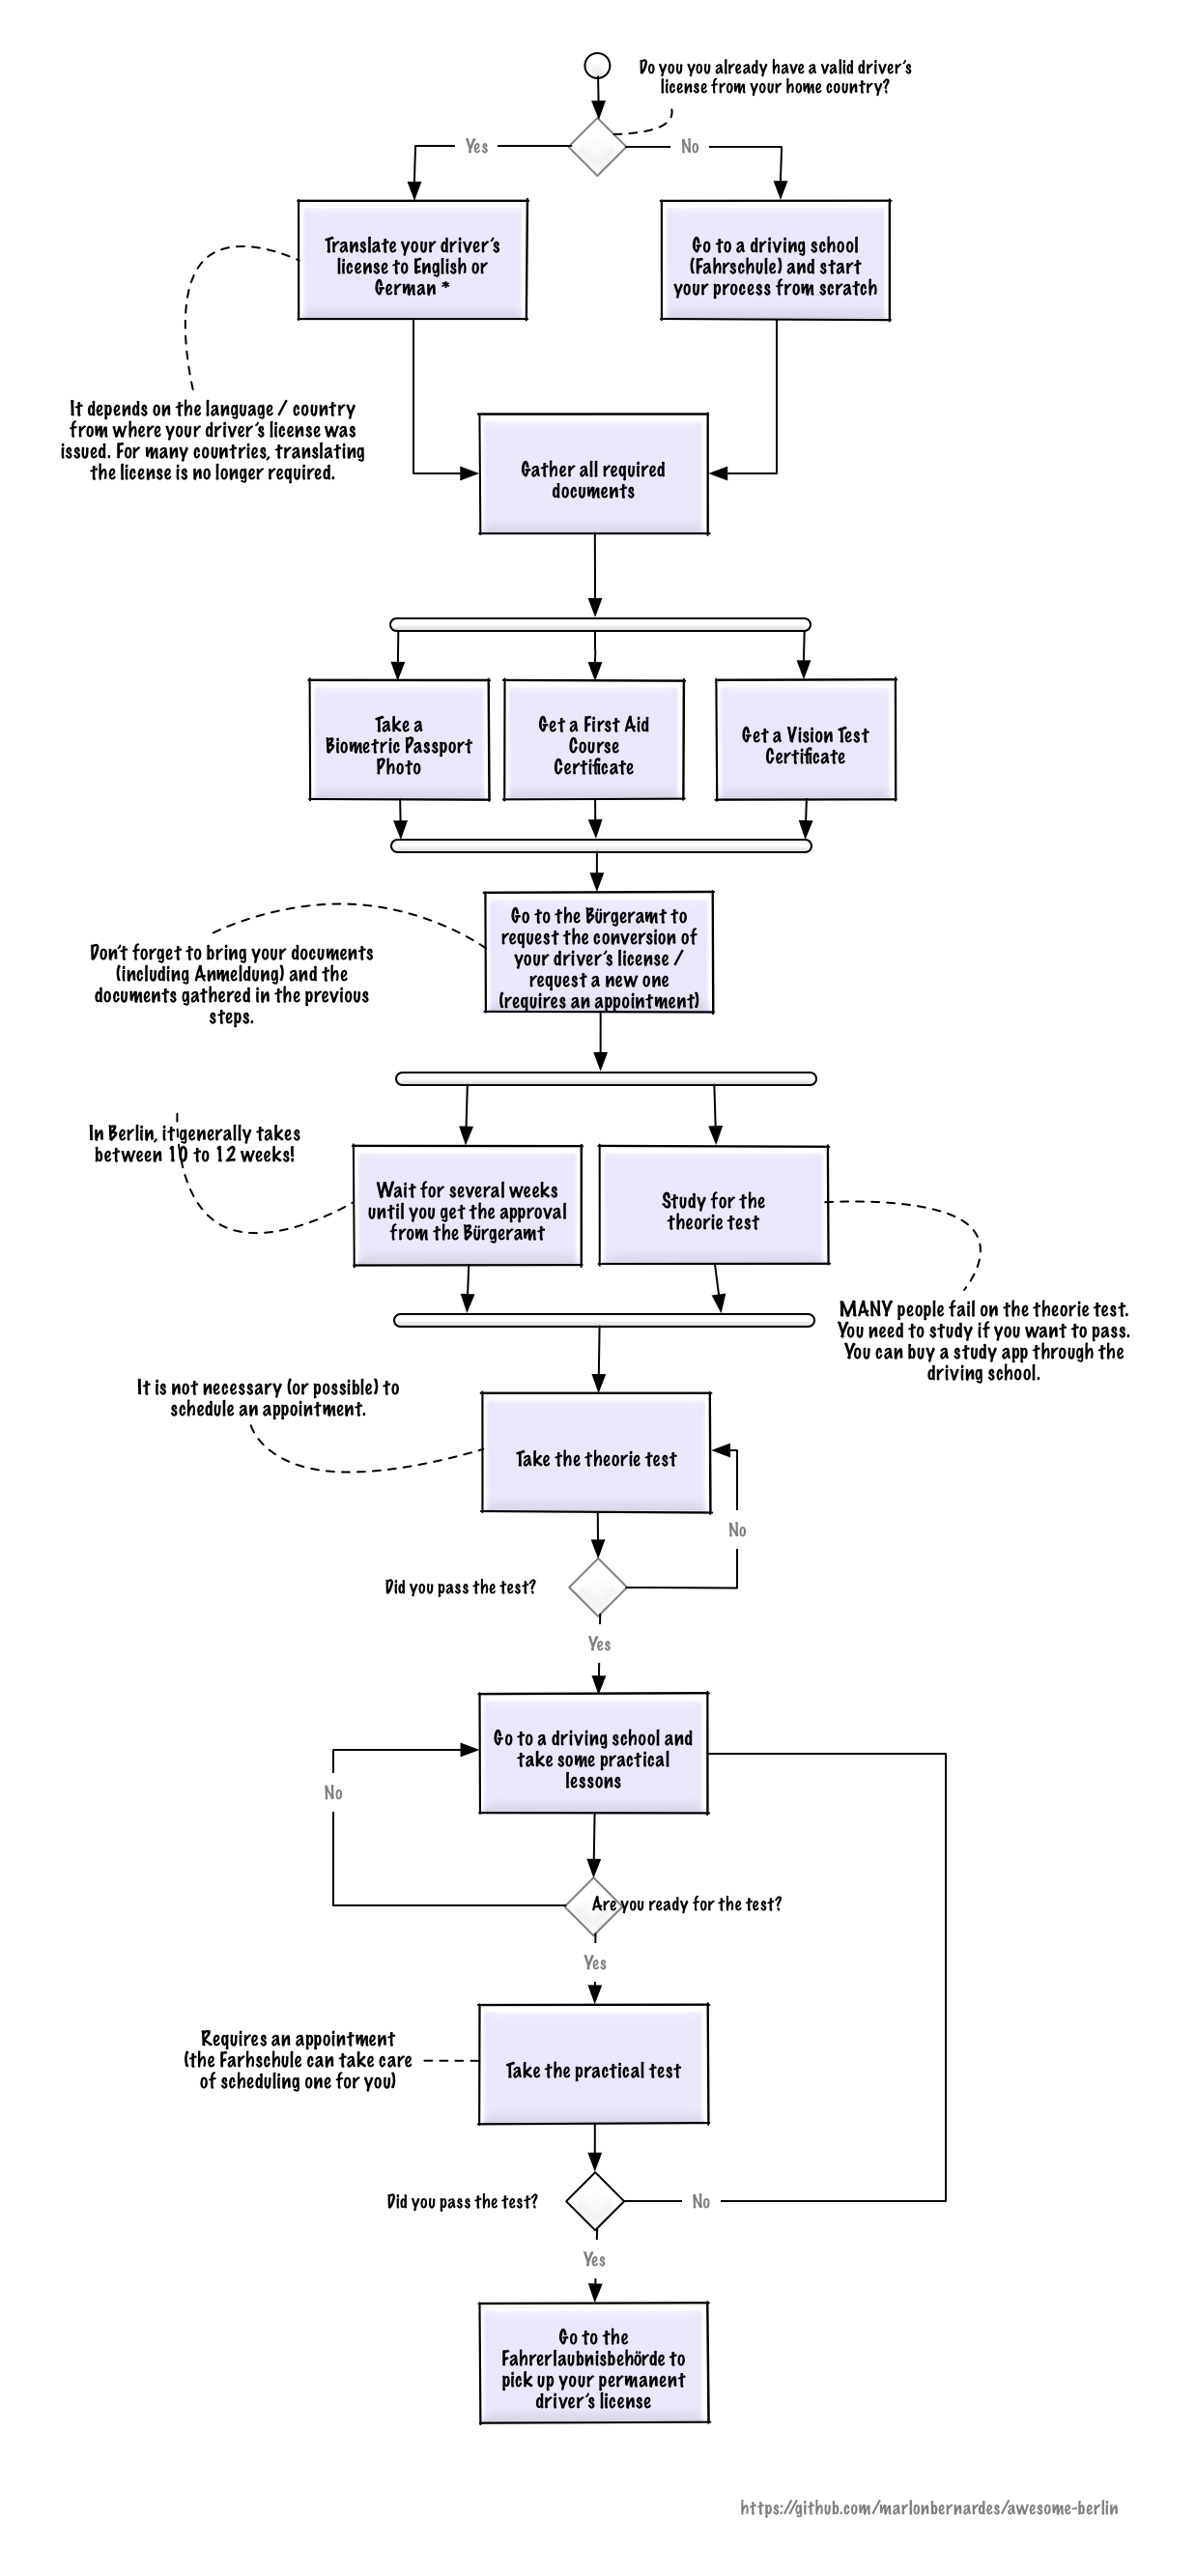 Do you you already have a valid driver's
license from your home country?
Yes
No
Translate your driver's
license to English or
German *
Go to a driving school
(Fahrschule) and start
your process from scratch
It depends on the language / country
from where your driver's license was
issued. For many countries, translating
the license is no longer required.
Gather all required
documents
Take a
Biometric Passport
Photo
Get a First Aid
Course
Certificate
Get a Vision Test
Certificate
Go to the Bürgeramt to
request the conversion of
your driver's license /
request a new one
(requires an appointment)
Don't forget to bring your documents
(including Anmeldung) and the
documents gathered in the previous
steps.
In Berlin, it generally takes
between 10 to 12 weeks!
Wait for several weeks
until you get the approval
from the Bürgeramt
Study for the
theorie test
MANY people fail on the theorie test.
You need to study if you want to pass.
You can buy a study app through the
driving school.
It is not necessary (or possible) to
schedule an appointment.
Take the theorie test
No
Did you pass the test?
Yes
Go to a driving school and
take some practical
lessons
No
Are you ready for the test?
Yes
Requires an appointment
(the Farhschule can take care
of scheduling one for you)
Take the practical test
Did you pass the test?
No
Yes
Go to the
Fahrerlaubnisbehörde to
pick up your permanent
driver's license
https://github.com/marlonbernardes/awesome-berlin